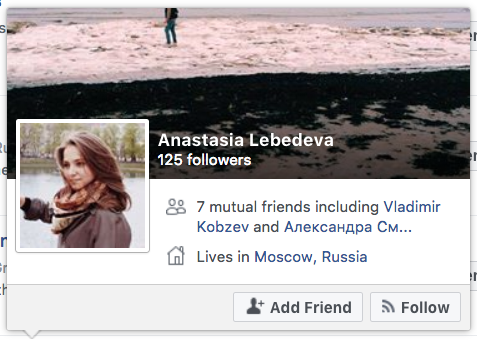 Anastasia Lebedeva
125 followers
7 mutual friends including Vladimir
Kobzev and Александра См...
Lives in Moscow, Russia
Add Friend
Follow